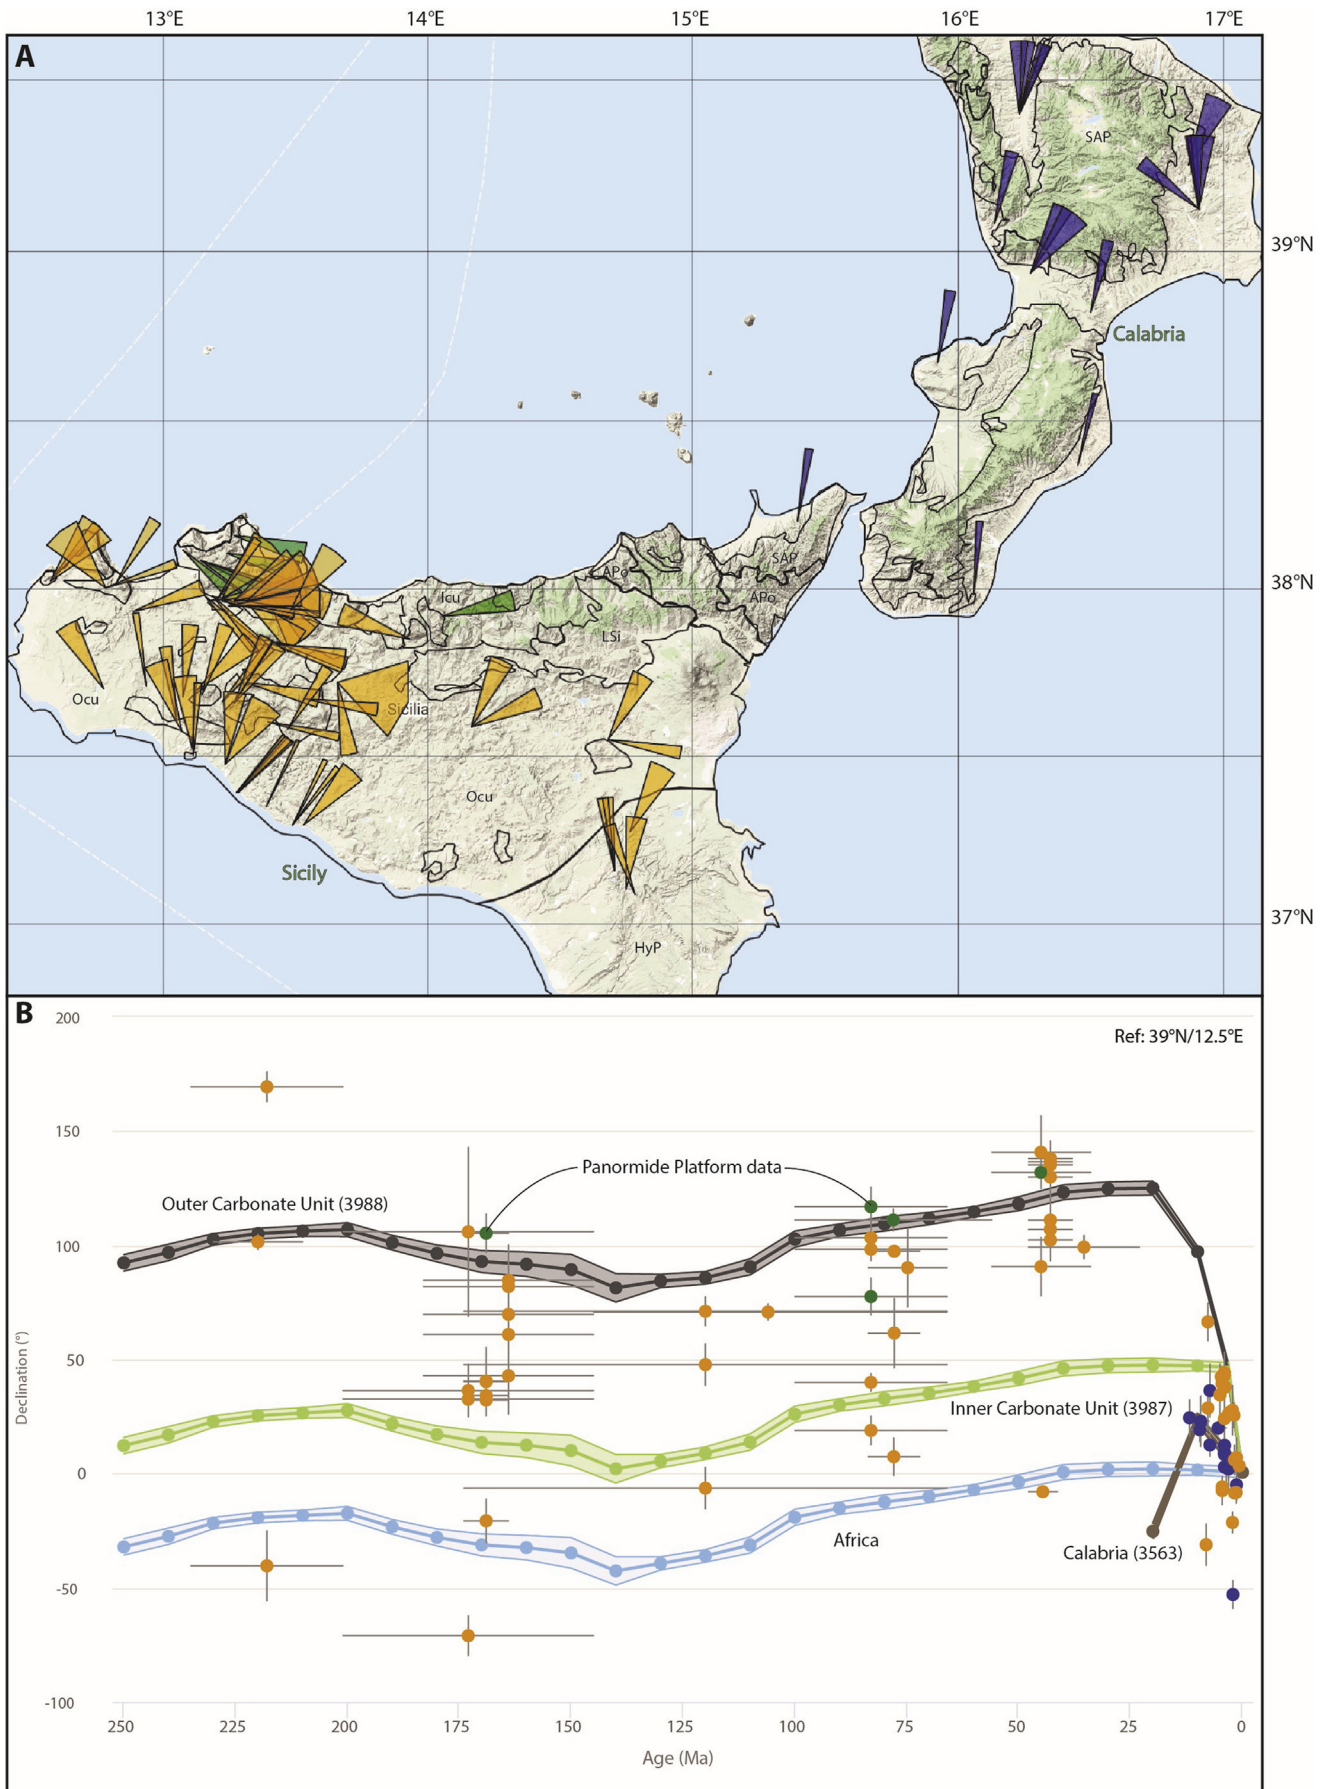 13°E 14°E 15°E 16°E 17°E
A
SAP
39°N
Calabria
38°N
SAP
APo
Icu
APo
LSi
Ocu
Sicilia
Ocu
Sicily
37°N
HyP
B
200
Ref: 39°N/12.5°E
150
Panormide Platform data
Outer Carbonate Unit (3988)
100
50
Inner Carbonate Unit (3987)
0
Africa
Calabria (3563)
-50
-100
Declination (°)
250 225 200 175 150 125 100 75 50 25 0
Age (Ma)